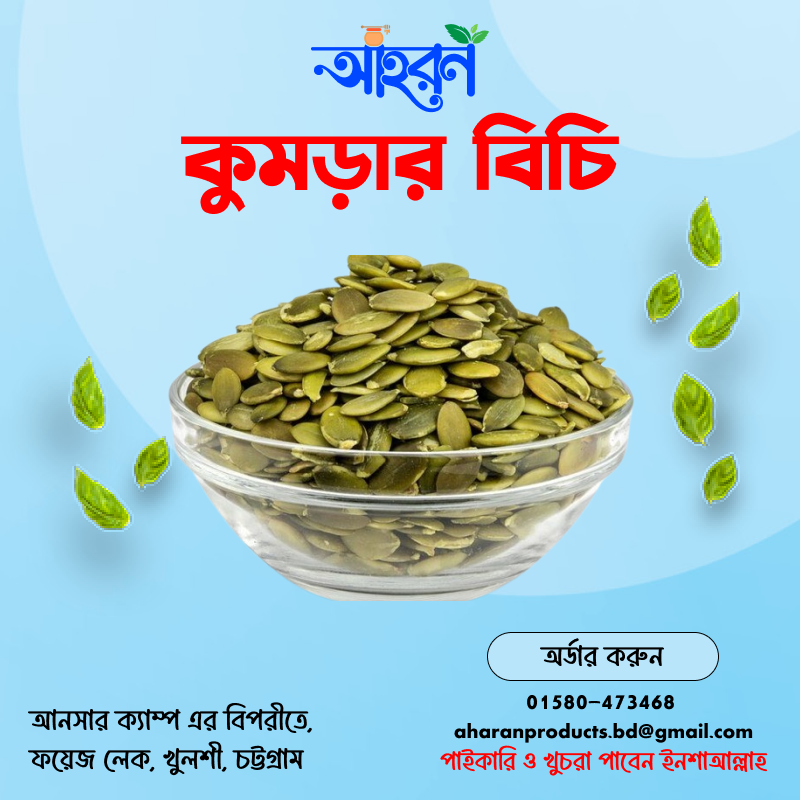 আহরণ
কুমড়ার বিচি
অর্ডার করুন
01580-473468
aharanproducts.bd@gmail.com
পাইকারি ও খুচরা পাবেন ইনশাআল্লাহ
আনসার ক্যাম্প এর বিপরীতে,
ফয়েজ লেক, খুলশী, চট্টগ্রাম